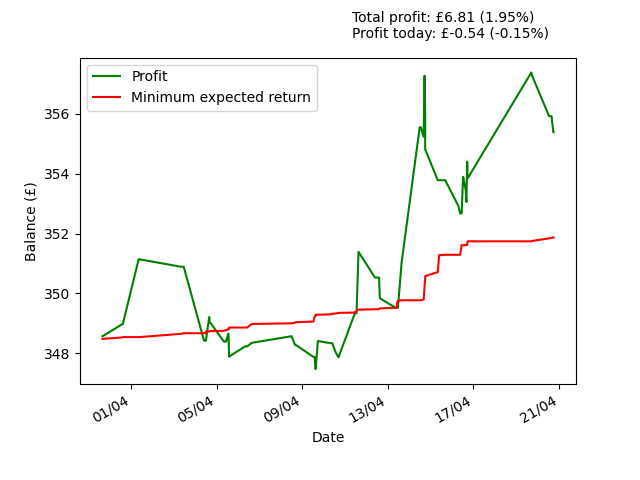 Total profit: £6.81 (1.95%)
Profit today: £-0.54 (-0.15%)
Profit
Minimum expected return
356
354
352
350
348
Balance (£)
01/04
05/04
09/04
13/04
17/04
21/04
Date